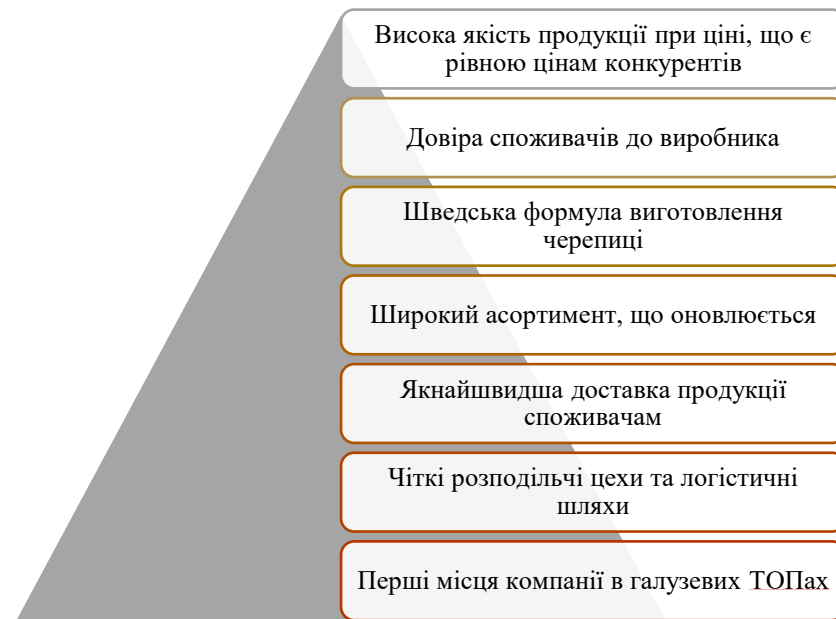 Висока якість продукції при ціні, що є
рівною цінам конкурентів
Довіра споживачів до виробника
Шведська формула виготовлення
черепиці
Широкий асортимент, що оновлюється
Якнайшвидша доставка продукції
споживачам
Чіткі розподільчі цехи та логістичні
шляхи
Перші місця компанії в галузевих ТОПах